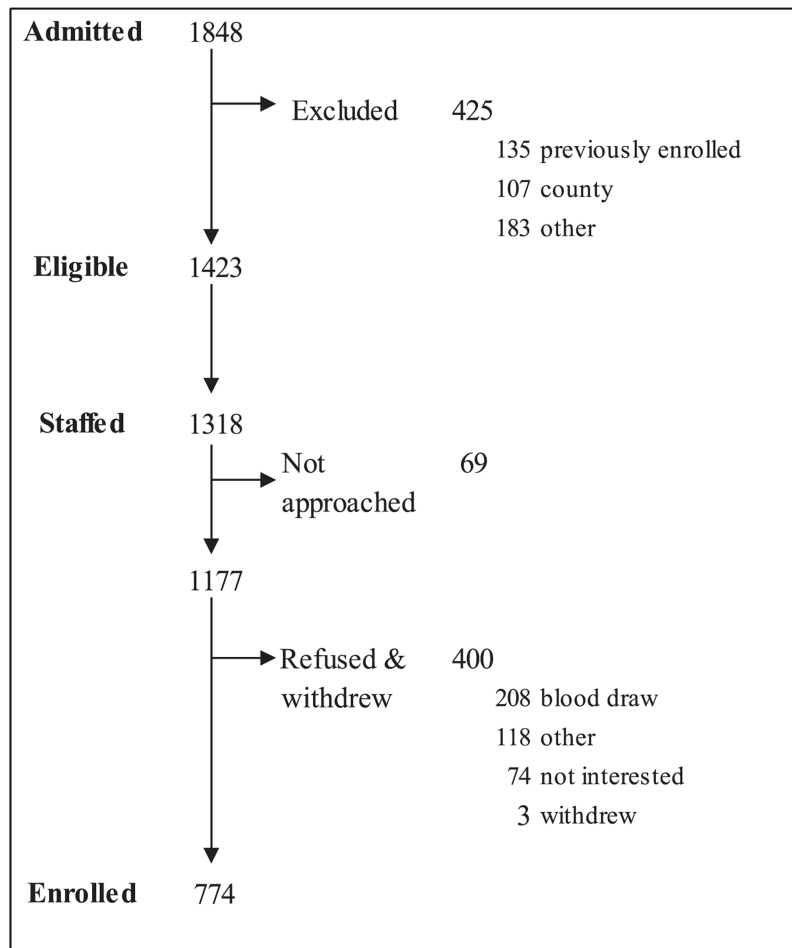 Admitted 1848
Excluded 425
135 previously enrolled
107 county
183 other
Eligible 1423
Staffed 1318
Not 69
approached
1177
Refused & 400
withdrew
208 blood draw
118 other
74 not interested
3 withdrew
Enrolled 774